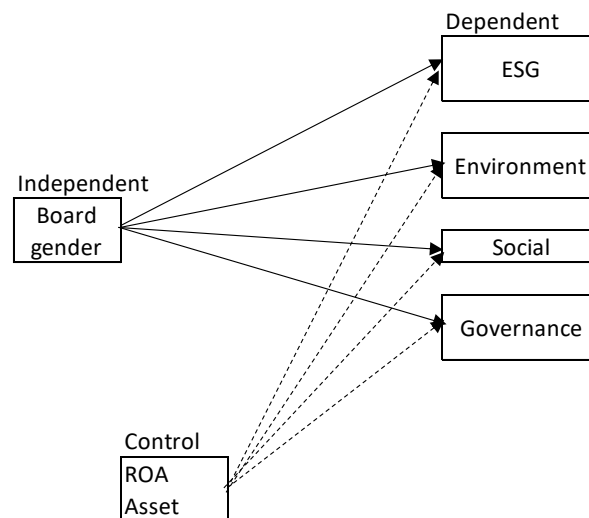 Dependent
ESG
Environment
Independent
Board
gender
Social
Governance
Control
ROA
Asset